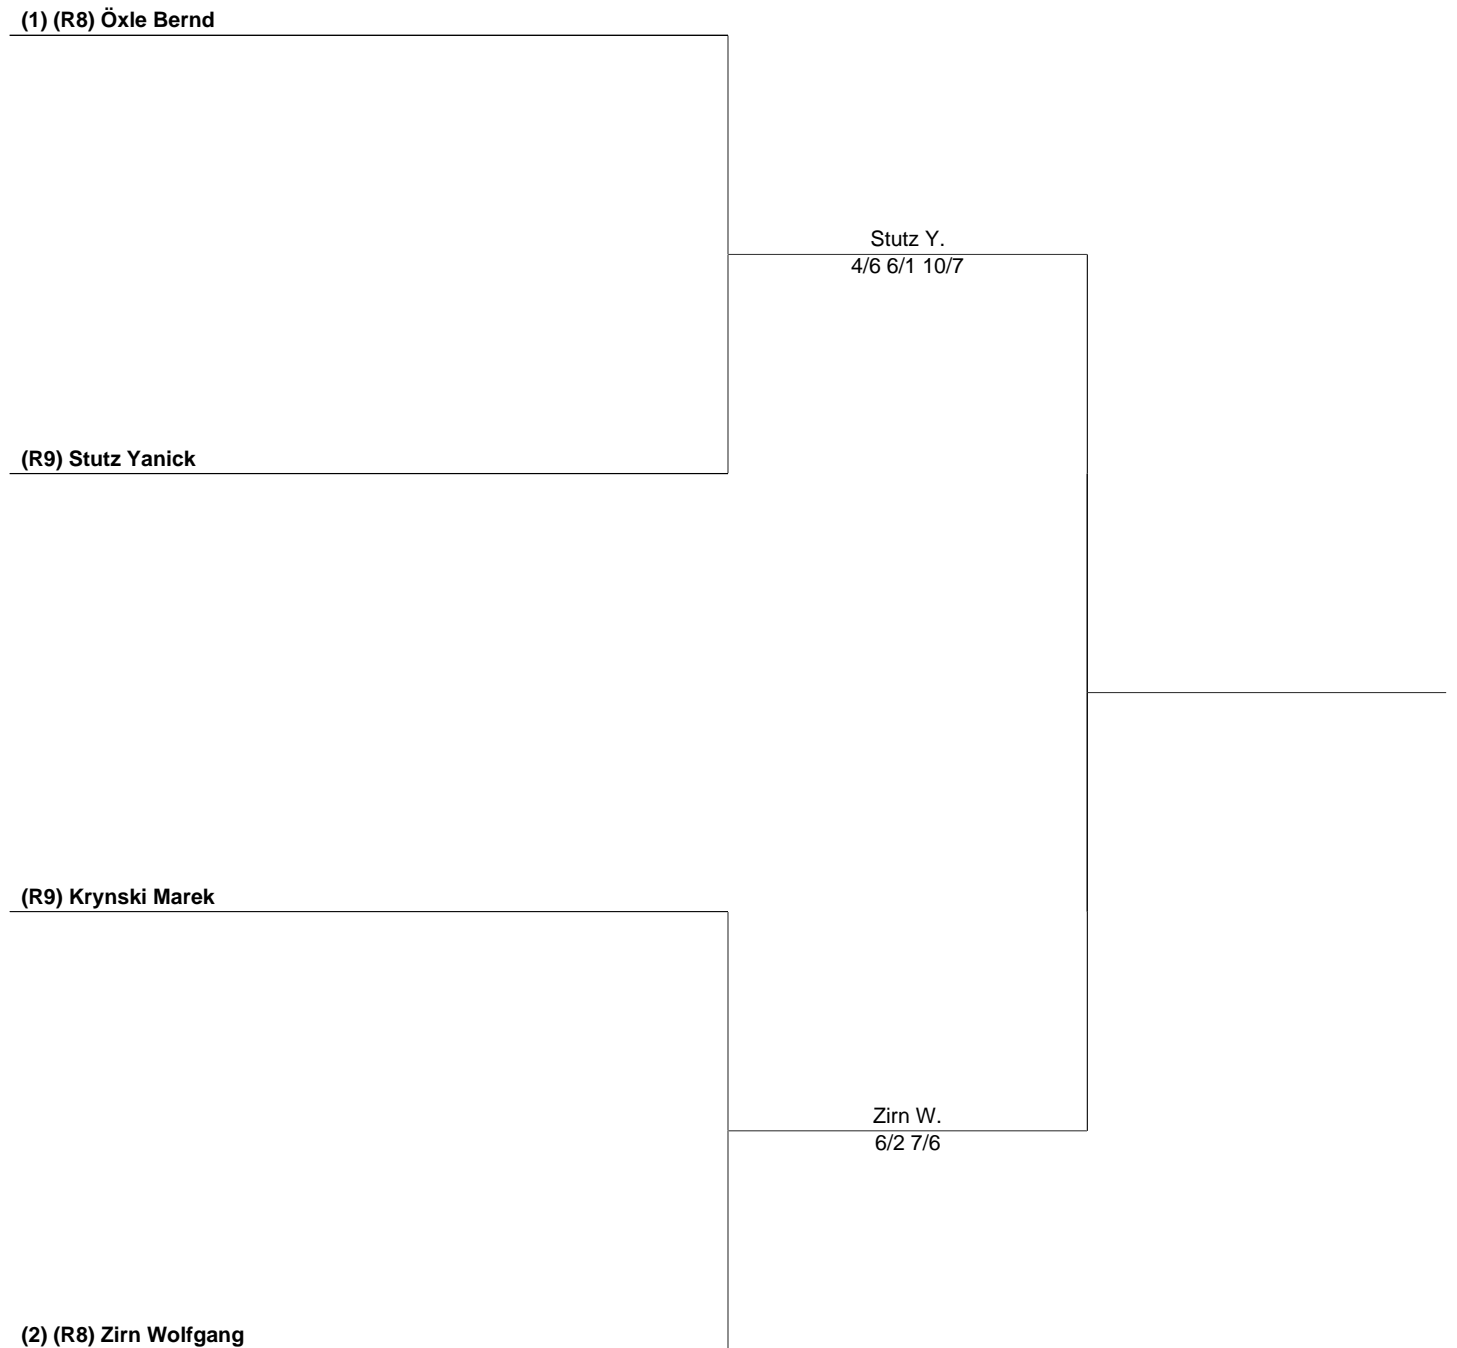 (1) (R8) Öxle Bernd
Stutz Y.
4/6 6/1 10/7
(R9) Stutz Yanick
(R9) Krynski Marek
Zirn W.
6/2 7/6
(2) (R8) Zirn Wolfgang